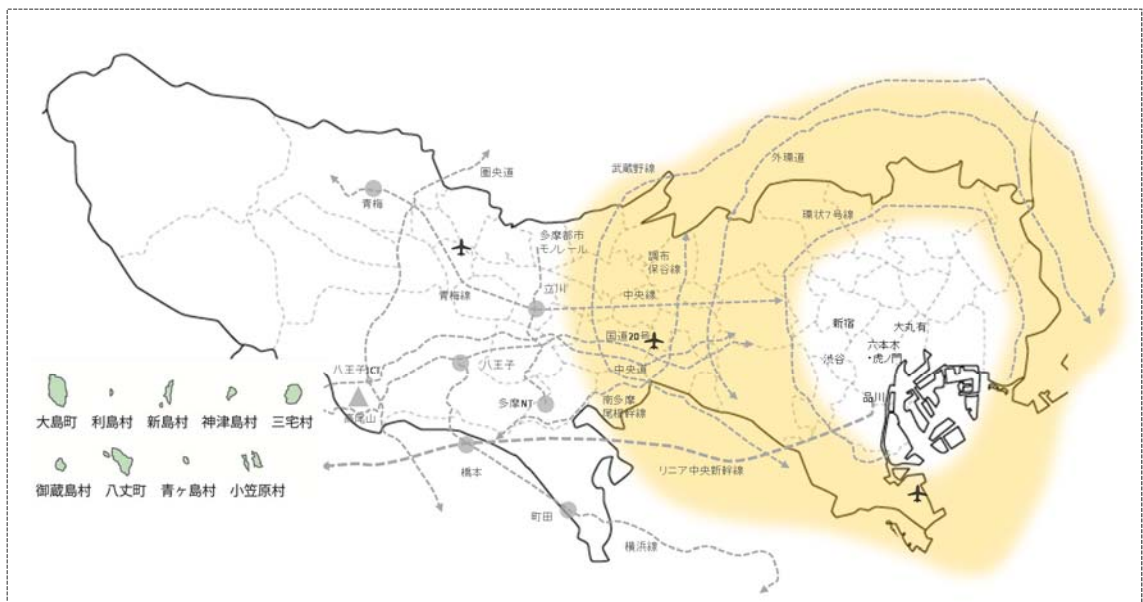 圏央道
武蔵野線
外環道
青梅
環状7号線
多摩都市
モノレール
調布
保谷線
青梅線
立川
中央線
新宿
大丸有
国道20号
六本木
・虎ノ門
渋谷
八王子JCT
八王子
中央道
高尾山
多摩NT
南多摩
尾根幹線
品川
橋本
リニア中央新幹線
町田
横浜線
大島町
利島村
新島村
神津島村
三宅村
御蔵島村
八丈町
青ヶ島村
小笠原村